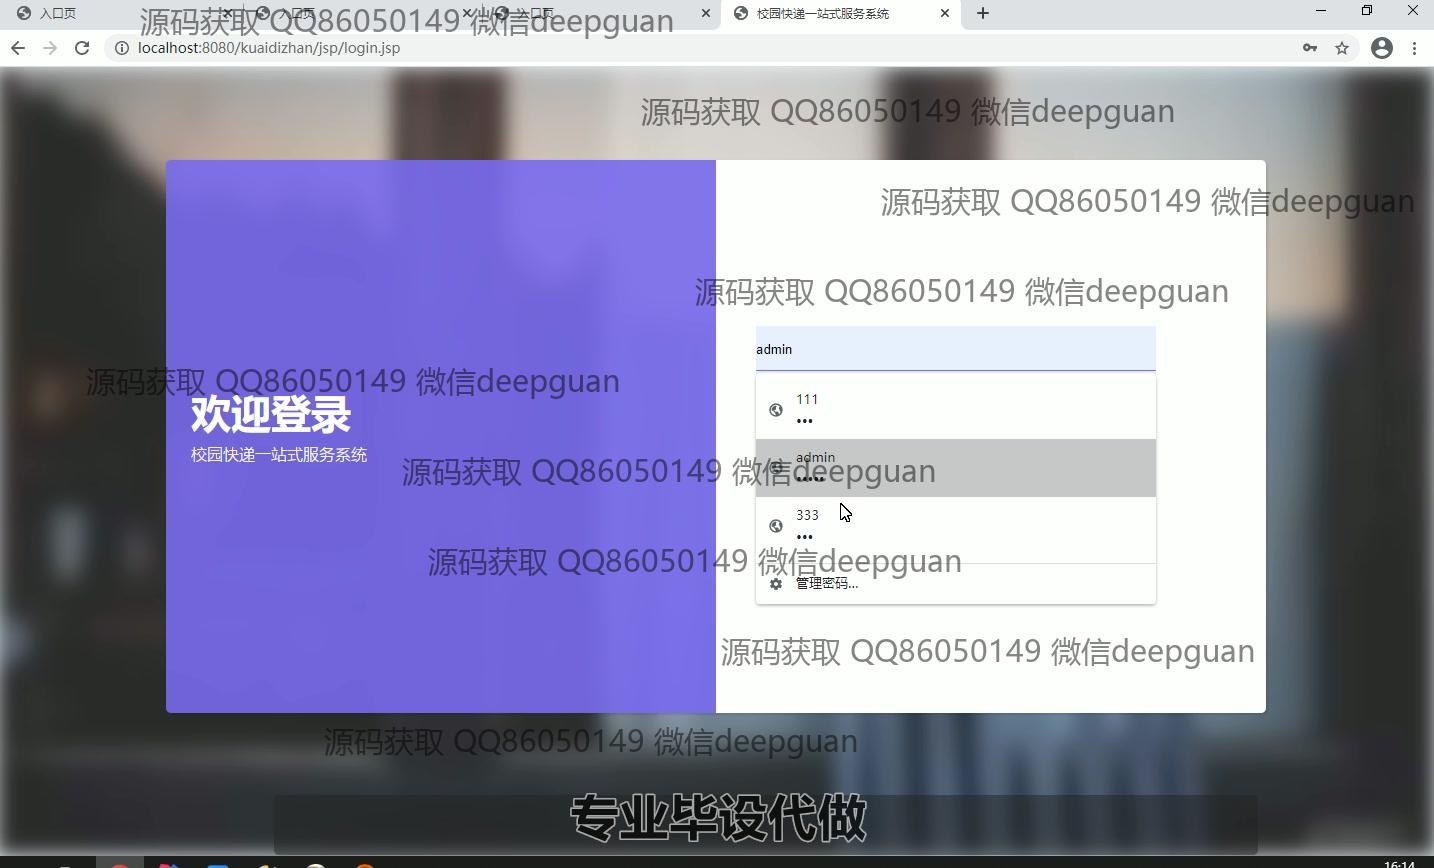 入口页
入口页
入口页
校园快递一站式服务系统
源码获取 QQ86050149 微信deepguan
localhost:8080/kuaidizhan/jsp/login.jsp
源码获取 QQ86050149 微信deepguan
源码获取 QQ86050149 微信deepguan
源码获取 QQ86050149 微信deepguan
admin
源码获取 QQ86050149 微信deepguan
111
•••
欢迎登录
校园快递一站式服务系统
admin
•••••
源码获取 QQ86050149 微信deepguan
333
•••
源码获取 QQ86050149 微信deepguan
管理密码...
源码获取 QQ86050149 微信deepguan
源码获取 QQ86050149 微信deepguan
专业毕设代做
16:14